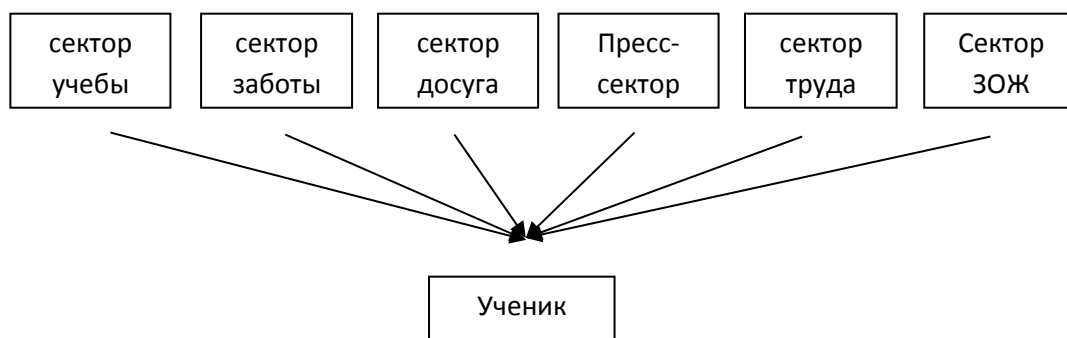 сектор учебы
сектор заботы
сектор досуга
Пресс-сектор
сектор труда
Сектор ЗОЖ
Ученик